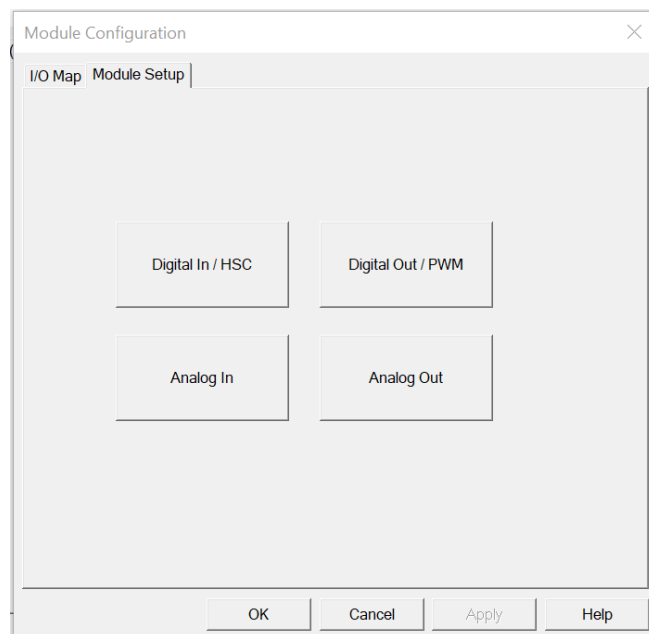 Module Configuration
I/O Map Module Setup
Digital In / HSC Digital Out / PWM
Analog In Analog Out
OK Cancel Apply Help